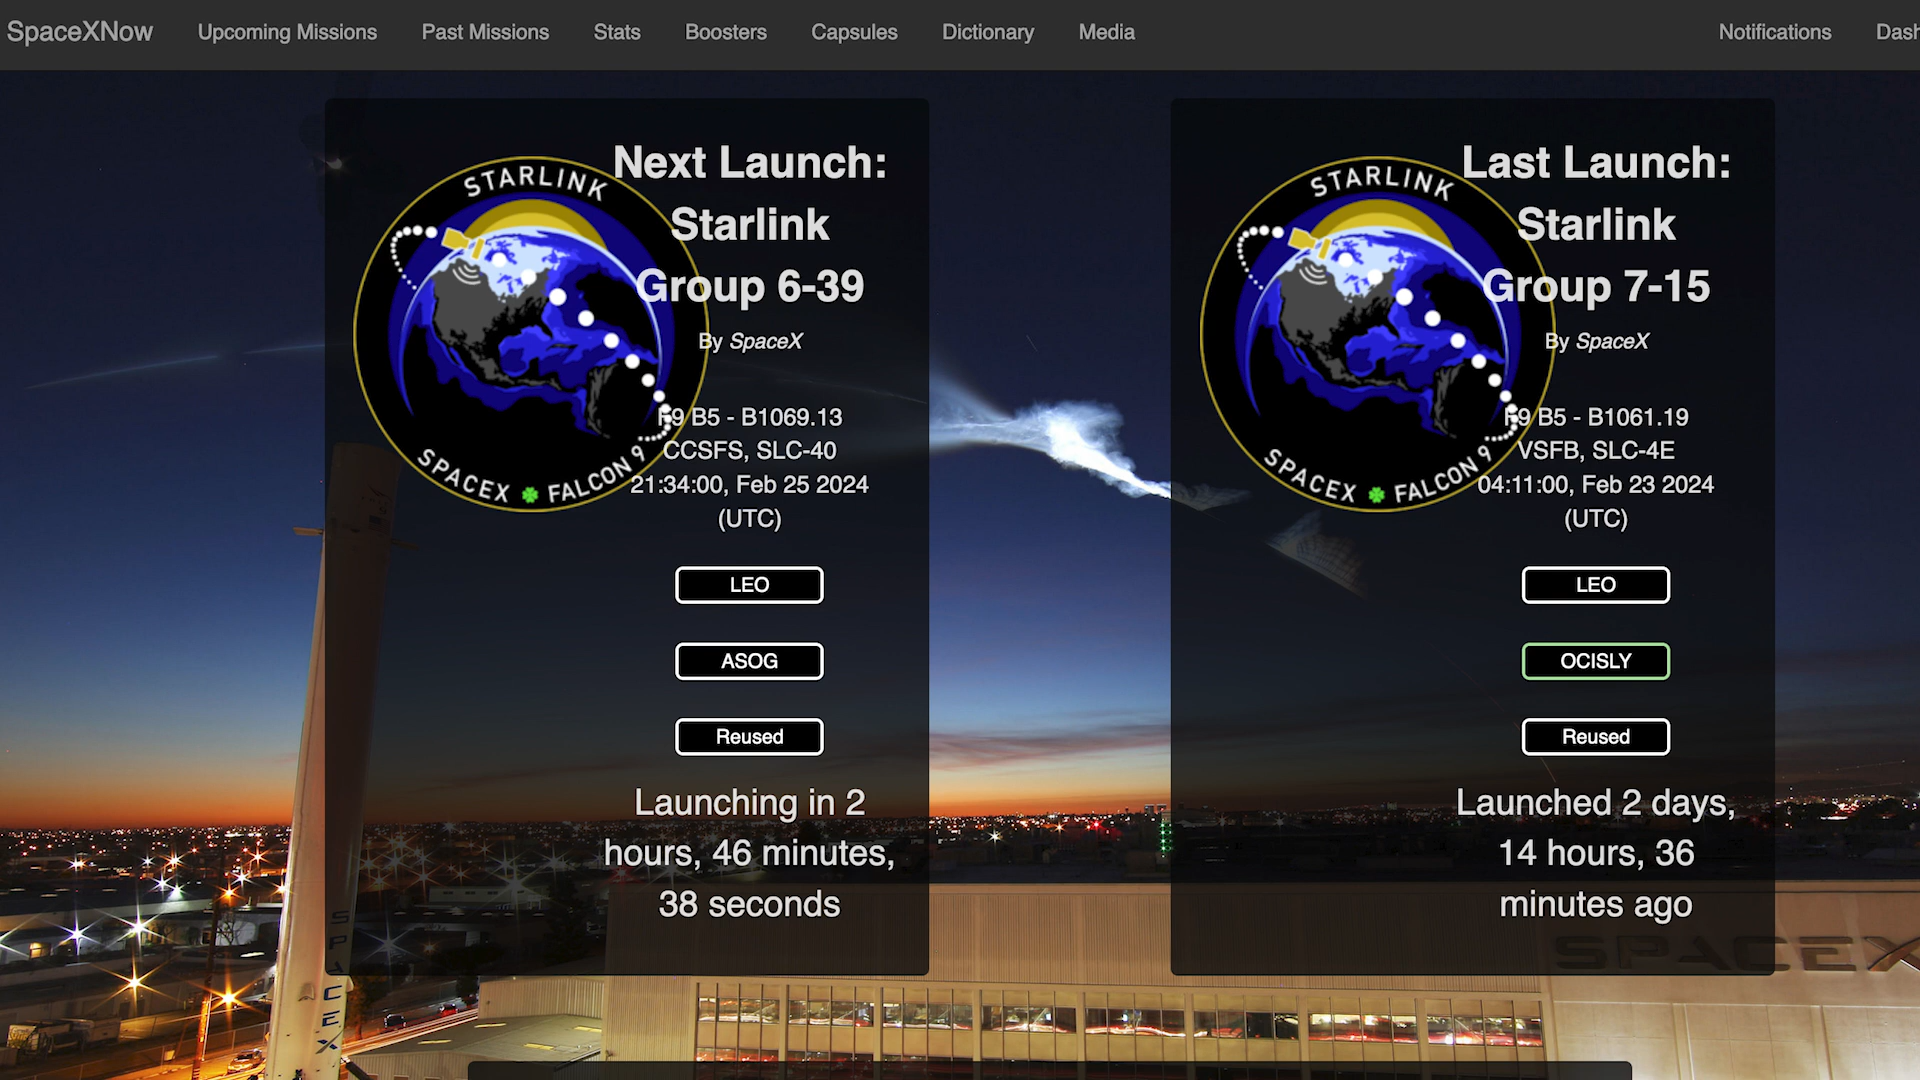 SpaceXNow
Upcoming Missions
Past Missions
Stats
Boosters
Capsules
Dictionary
Media
Notifications
Dash
STARLINK
SPACEX FALCON 9
Next Launch:
Starlink
Group 6-39
By SpaceX
F9 B5 - B1069.13
CCSFS, SLC-40
21:34:00, Feb 25 2024
(UTC)
LEO
ASOG
Reused
Launching in 2
hours, 46 minutes,
38 seconds
STARLINK
SPACEX FALCON 9
Last Launch:
Starlink
Group 7-15
By SpaceX
F9 B5 - B1061.19
VSFB, SLC-4E
04:11:00, Feb 23 2024
(UTC)
LEO
OCISLY
Reused
Launched 2 days,
14 hours, 36
minutes ago
SPACEX
SPACEX